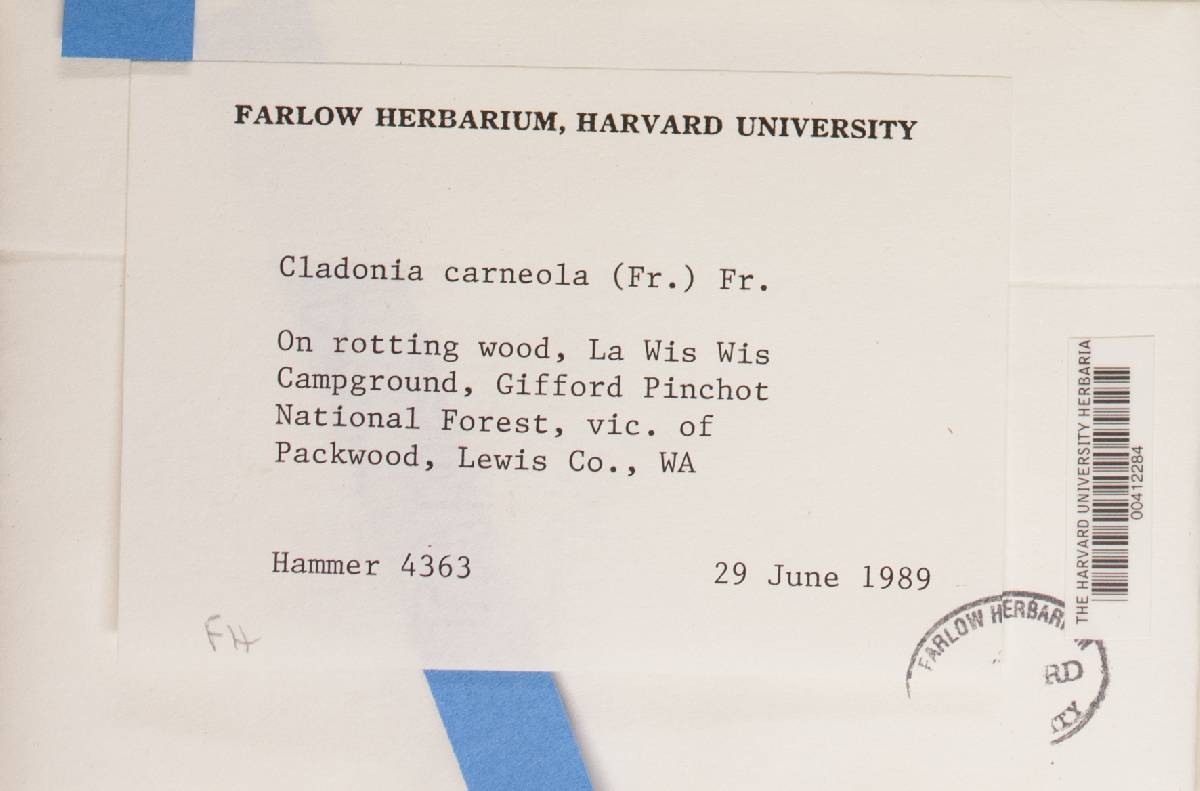 FARLOW HERBARIUM, HARVARD UNIVERSITY
Cladonia carneola (Fr.) Fr.
On rotting wood, La Wis Wis
Campground, Gifford Pinchot
National Forest, vic. of
Packwood, Lewis Co., WA
Hammer 4363
29 June 1989
FH
FARLOW HERBARI
RD
ITY
THE HARVARD UNIVERSITY HERBARIA
00412284